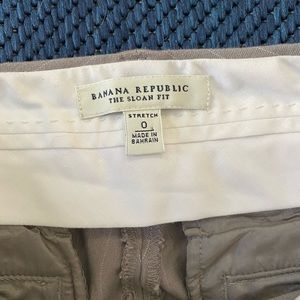 BANANA REPUBLIC
THE SLOAN FIT
STRETCH
0
MADE IN
BAHRAIN